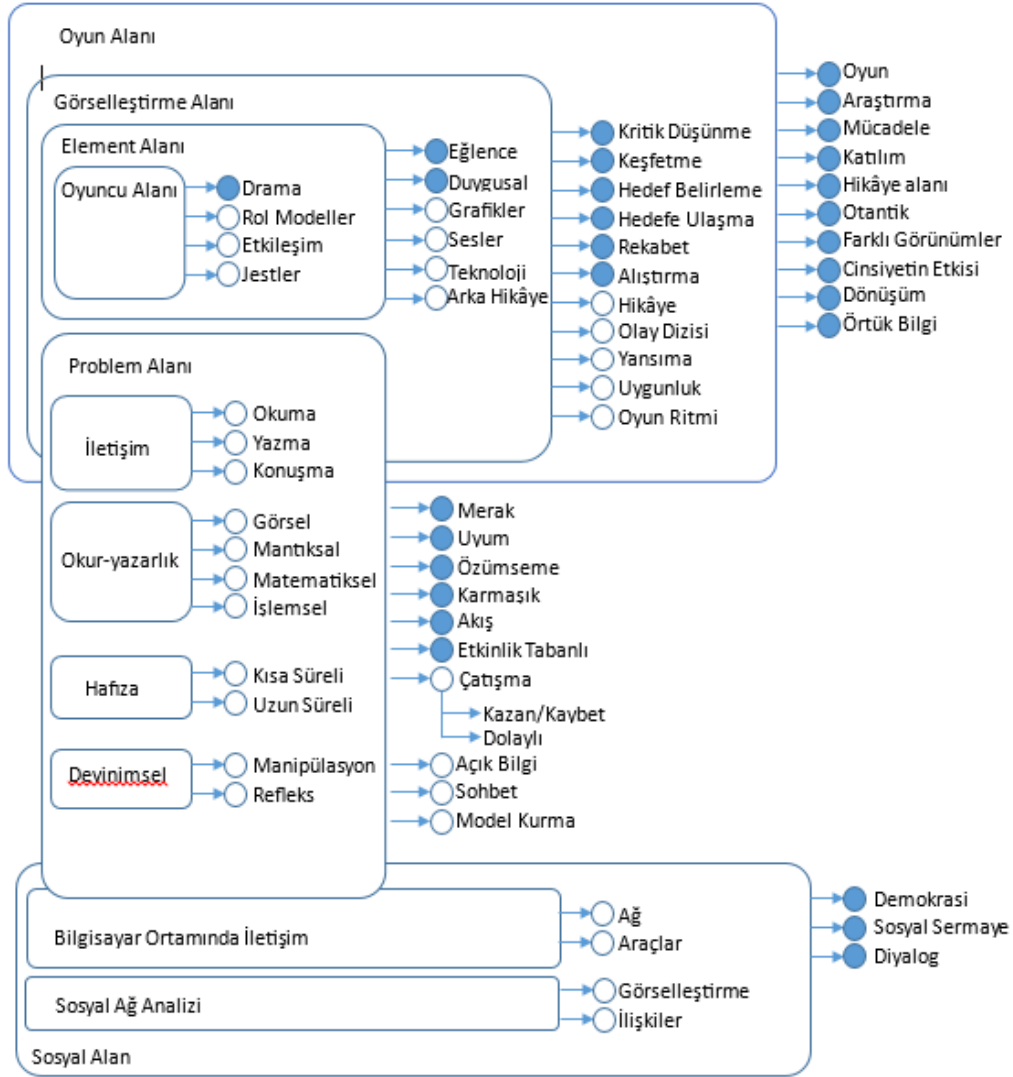 Oyun Alanı
Görselleştirme Alanı
Element Alanı
Oyuncu Alanı
Drama
Rol Modeller
Etkileşim
Jestler
Eğlence
Duygusal
Grafikler
Sesler
Teknoloji
Arka Hikâye
Kritik Düşünme
Keşfetme
Hedef Belirleme
Hedefe Ulaşma
Rekabet
Alıştırma
Hikâye
Olay Dizisi
Yansıma
Uygunluk
Oyun Ritmi
Oyun
Araştırma
Mücadele
Katılım
Hikâye alanı
Otantik
Farklı Görünümler
Cinsiyetin Etkisi
Dönüşüm
Örtük Bilgi
Problem Alanı
İletişim
Okuma
Yazma
Konuşma
Okur-yazarlık
Görsel
Mantıksal
Matematiksel
İşlemsel
Hafıza
Kısa Süreli
Uzun Süreli
Devinimsel
Manipülasyon
Refleks
Merak
Uyum
Özümseme
Karmaşık
Akış
Etkinlik Tabanlı
Çatışma
Kazan/Kaybet
Dolaylı
Açık Bilgi
Sohbet
Model Kurma
Bilgisayar Ortamında İletişim
Ağ
Araçlar
Sosyal Ağ Analizi
Görselleştirme
İlişkiler
Sosyal Alan
Demokrasi
Sosyal Sermaye
Diyalog